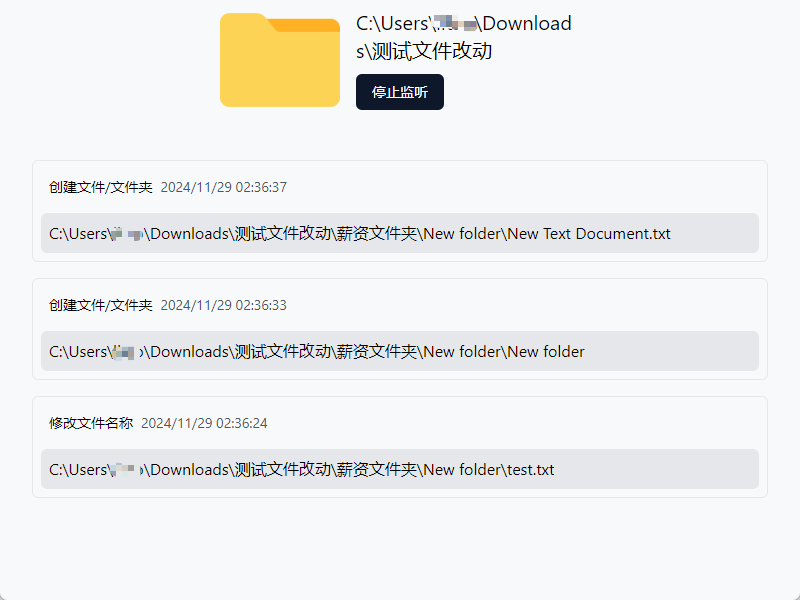 C:\Users\ \Download
s\测试文件改动
停止监听
创建文件/文件夹 2024/11/29 02:36:37
C:\Users\ \Downloads\测试文件改动\薪资文件夹\New folder\New Text Document.txt
创建文件/文件夹 2024/11/29 02:36:33
C:\Users\ \Downloads\测试文件改动\薪资文件夹\New folder\New folder
修改文件名称 2024/11/29 02:36:24
C:\Users\ \Downloads\测试文件改动\薪资文件夹\New folder\test.txt